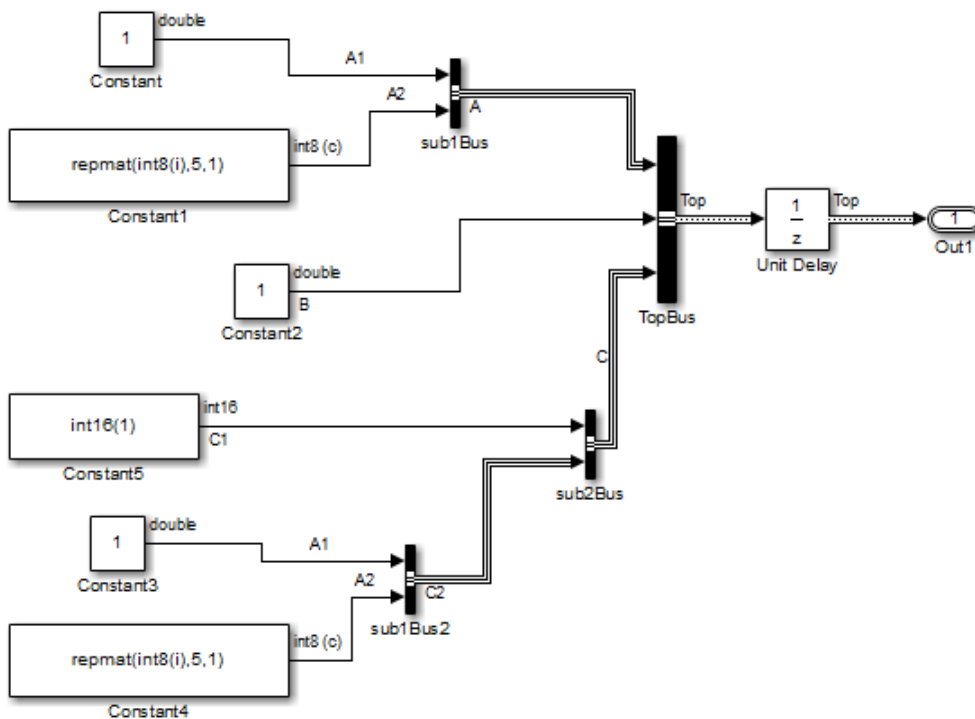 double
1
Constant
A1
A2
A
sub1Bus
repmat(int8(i),5,1)
int8 (c)
Constant1
Top
1
z
Unit Delay
Top
1
Out1
double
1
B
Constant2
TopBus
C
int16(1)
int16
C1
Constant5
sub2Bus
double
1
Constant3
A1
A2
C2
sub1Bus2
repmat(int8(i),5,1)
int8 (c)
Constant4